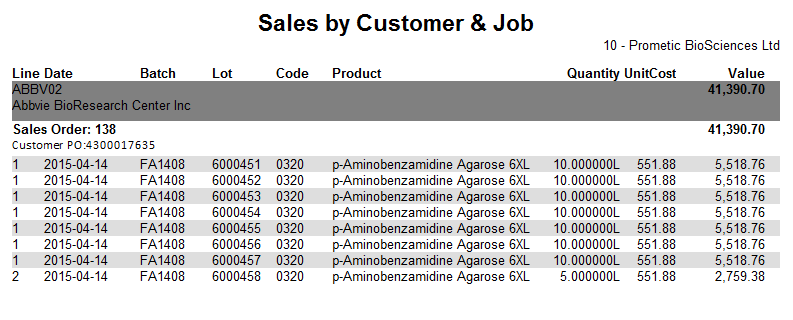 Sales by Customer & Job
10 - Prometic BioSciences Ltd
Line Date Batch Lot Code Product Quantity UnitCost Value
ABBV02 41,390.70
Abbvie BioResearch Center Inc
Sales Order: 138 41,390.70
Customer PO:4300017635
1 2015-04-14 FA1408 6000451 0320 p-Aminobenzamidine Agarose 6XL 10.000000L 551.88 5,518.76
1 2015-04-14 FA1408 6000452 0320 p-Aminobenzamidine Agarose 6XL 10.000000L 551.88 5,518.76
1 2015-04-14 FA1408 6000453 0320 p-Aminobenzamidine Agarose 6XL 10.000000L 551.88 5,518.76
1 2015-04-14 FA1408 6000454 0320 p-Aminobenzamidine Agarose 6XL 10.000000L 551.88 5,518.76
1 2015-04-14 FA1408 6000455 0320 p-Aminobenzamidine Agarose 6XL 10.000000L 551.88 5,518.76
1 2015-04-14 FA1408 6000456 0320 p-Aminobenzamidine Agarose 6XL 10.000000L 551.88 5,518.76
1 2015-04-14 FA1408 6000457 0320 p-Aminobenzamidine Agarose 6XL 10.000000L 551.88 5,518.76
2 2015-04-14 FA1408 6000458 0320 p-Aminobenzamidine Agarose 6XL 5.000000L 551.88 2,759.38